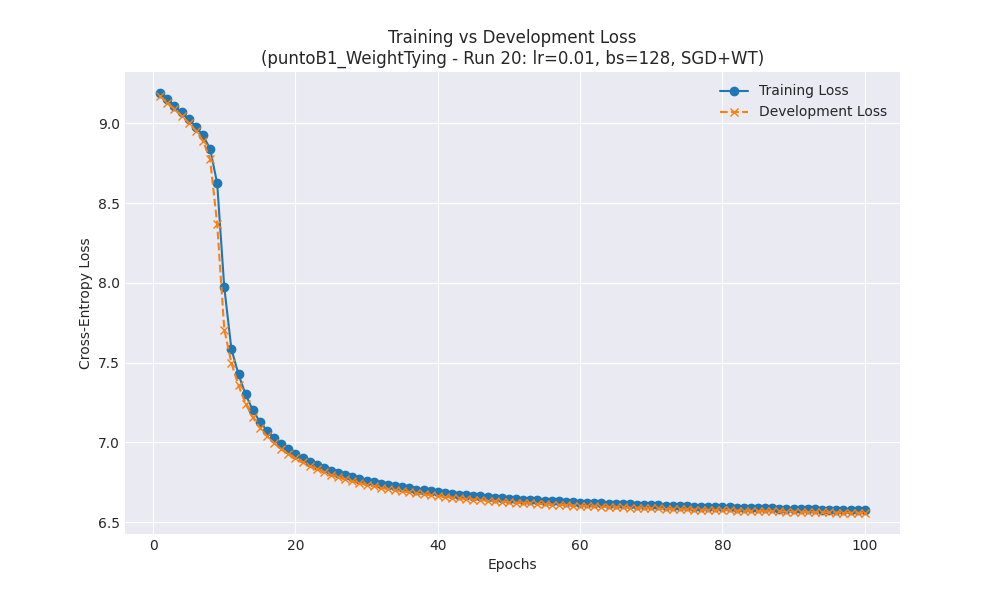 Training vs Development Loss
(puntoB1_WeightTying - Run 20: lr=0.01, bs=128, SGD+WT)
Training Loss
Development Loss
9.0
8.5
8.0
7.5
7.0
6.5
Cross-Entropy Loss
0 20 40 60 80 100
Epochs